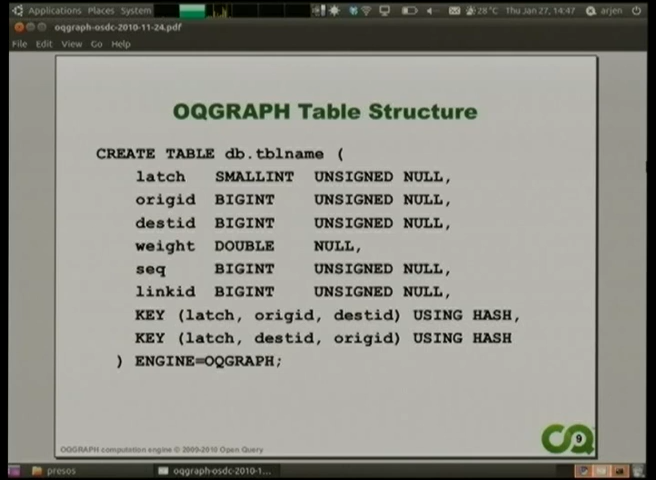 Applications Places System 28 °C Thu Jan 27, 14:47 arjen
oqgraph-osdc-2010-11-24.pdf
File Edit View Go Help
OQGRAPH Table Structure
CREATE TABLE db.tblname (
latch SMALLINT UNSIGNED NULL,
origid BIGINT UNSIGNED NULL,
destid BIGINT UNSIGNED NULL,
weight DOUBLE NULL,
seq BIGINT UNSIGNED NULL,
linkid BIGINT UNSIGNED NULL,
KEY (latch, origid, destid) USING HASH,
KEY (latch, destid, origid) USING HASH
) ENGINE=OQGRAPH;
OQGRAPH computation engine © 2009-2010 Open Query
9
presos oqgraph-osdc-2010-1...